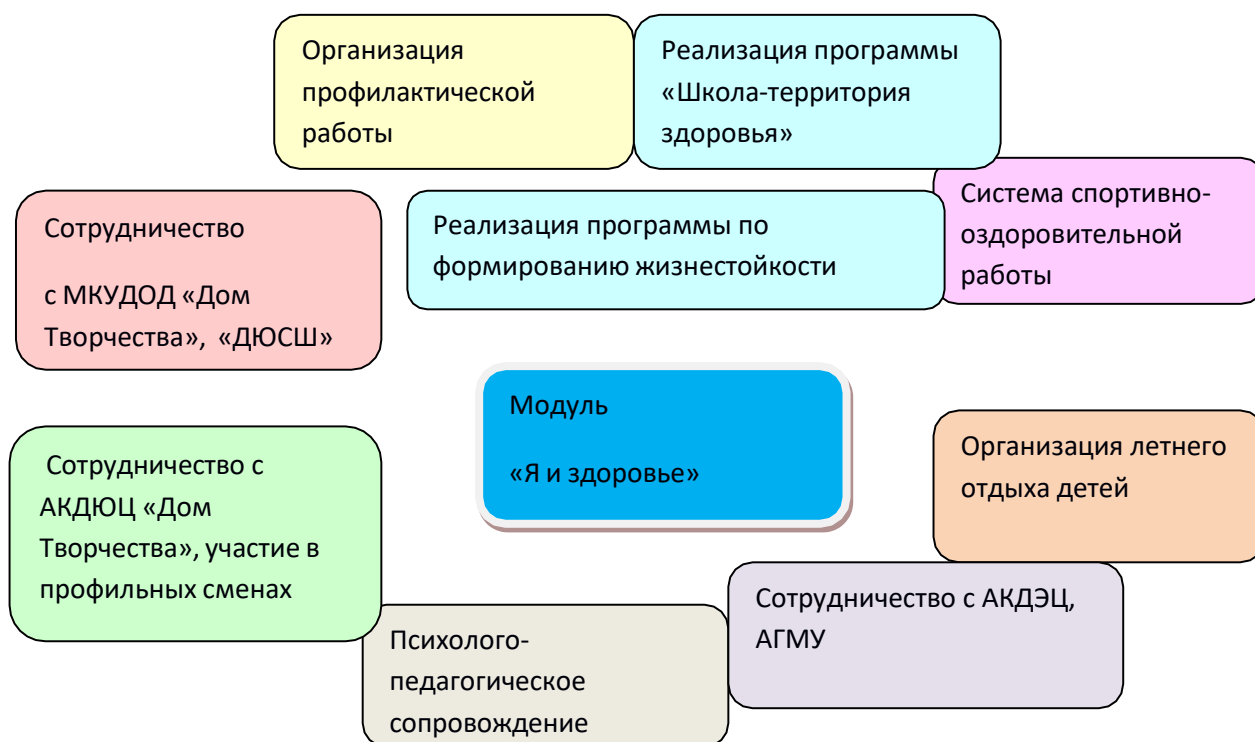 Организация
профилактической
работы
Реализация программы
«Школа-территория
здоровья»
Система спортивно-
оздоровительной
работы
Реализация программы по
формированию жизнестойкости
Сотрудничество
с МКУДОД «Дом
Творчества», «ДЮСШ»
Модуль
«Я и здоровье»
Организация летнего
отдыха детей
Сотрудничество с
АКДЮЦ «Дом
Творчества», участие в
профильных сменах
Сотрудничество с АКДЭЦ,
АГМУ
Психолого-
педагогическое
сопровождение